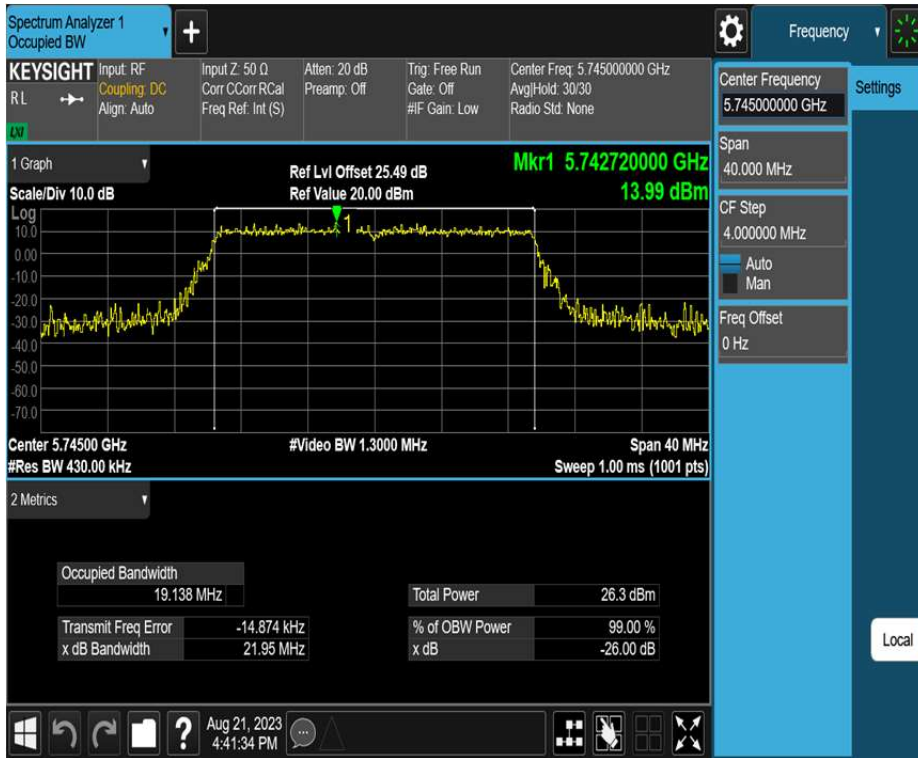 Spectrum Analyzer 1
Occupied BW
+
Frequency
KEYSIGHT
R L
LXI
Input: RF
Coupling: DC
Align: Auto
Input Z: 50 Ω
Corr CCorr RCal
Freq Ref: Int (S)
Atten: 20 dB
Preamp: Off
Trig: Free Run
Gate: Off
#IF Gain: Low
Center Freq: 5.745000000 GHz
Avg|Hold: 30/30
Radio Std: None
Center Frequency
5.745000000 GHz
Settings
Span
40.000 MHz
CF Step
4.000000 MHz
Auto
Man
Freq Offset
0 Hz
Local
1 Graph
Scale/Div 10.0 dB
Ref Lvl Offset 25.49 dB
Ref Value 20.00 dBm
Mkr1 5.742720000 GHz
13.99 dBm
Log
10.0
0.00
-10.0
-20.0
-30.0
-40.0
-50.0
-60.0
-70.0
1
Center 5.74500 GHz
#Res BW 430.00 kHz
#Video BW 1.3000 MHz
Span 40 MHz
Sweep 1.00 ms (1001 pts)
2 Metrics
Occupied Bandwidth
19.138 MHz
Total Power 26.3 dBm
Transmit Freq Error -14.874 kHz
% of OBW Power 99.00 %
x dB Bandwidth 21.95 MHz
x dB -26.00 dB
?
Aug 21, 2023
4:41:34 PM